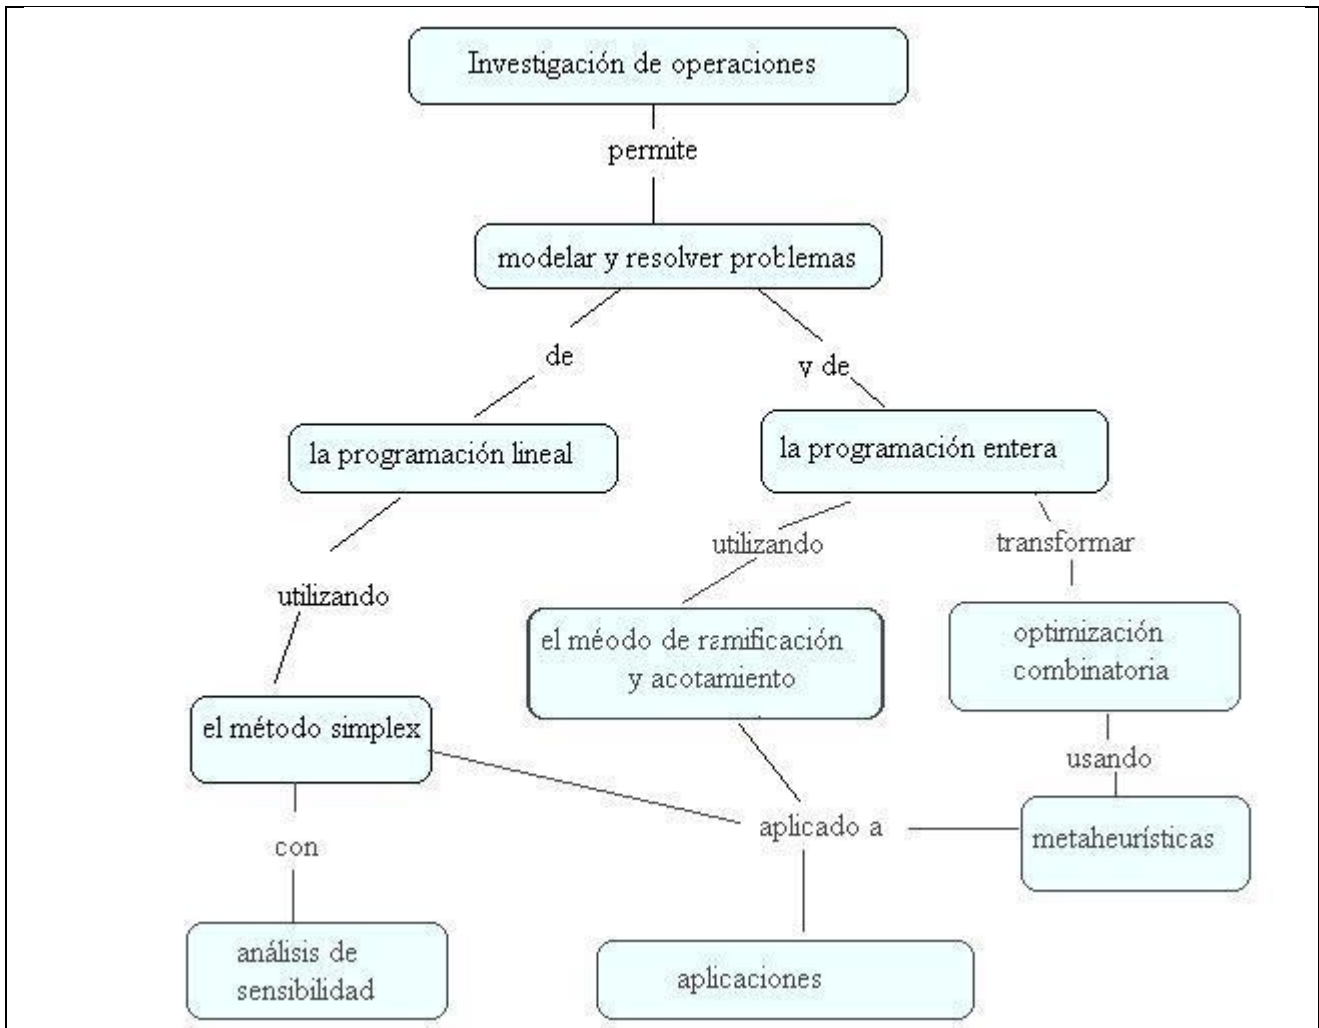 Investigación de operaciones
permite
modelar y resolver problemas
de
y de
la programación lineal
la programación entera
utilizando
transformar
utilizando
el méodo de ramificación
y acotamiento
optimización
combinatoria
el método simplex
usando
aplicado a
metaheurísticas
con
análisis de
sensibilidad
aplicaciones